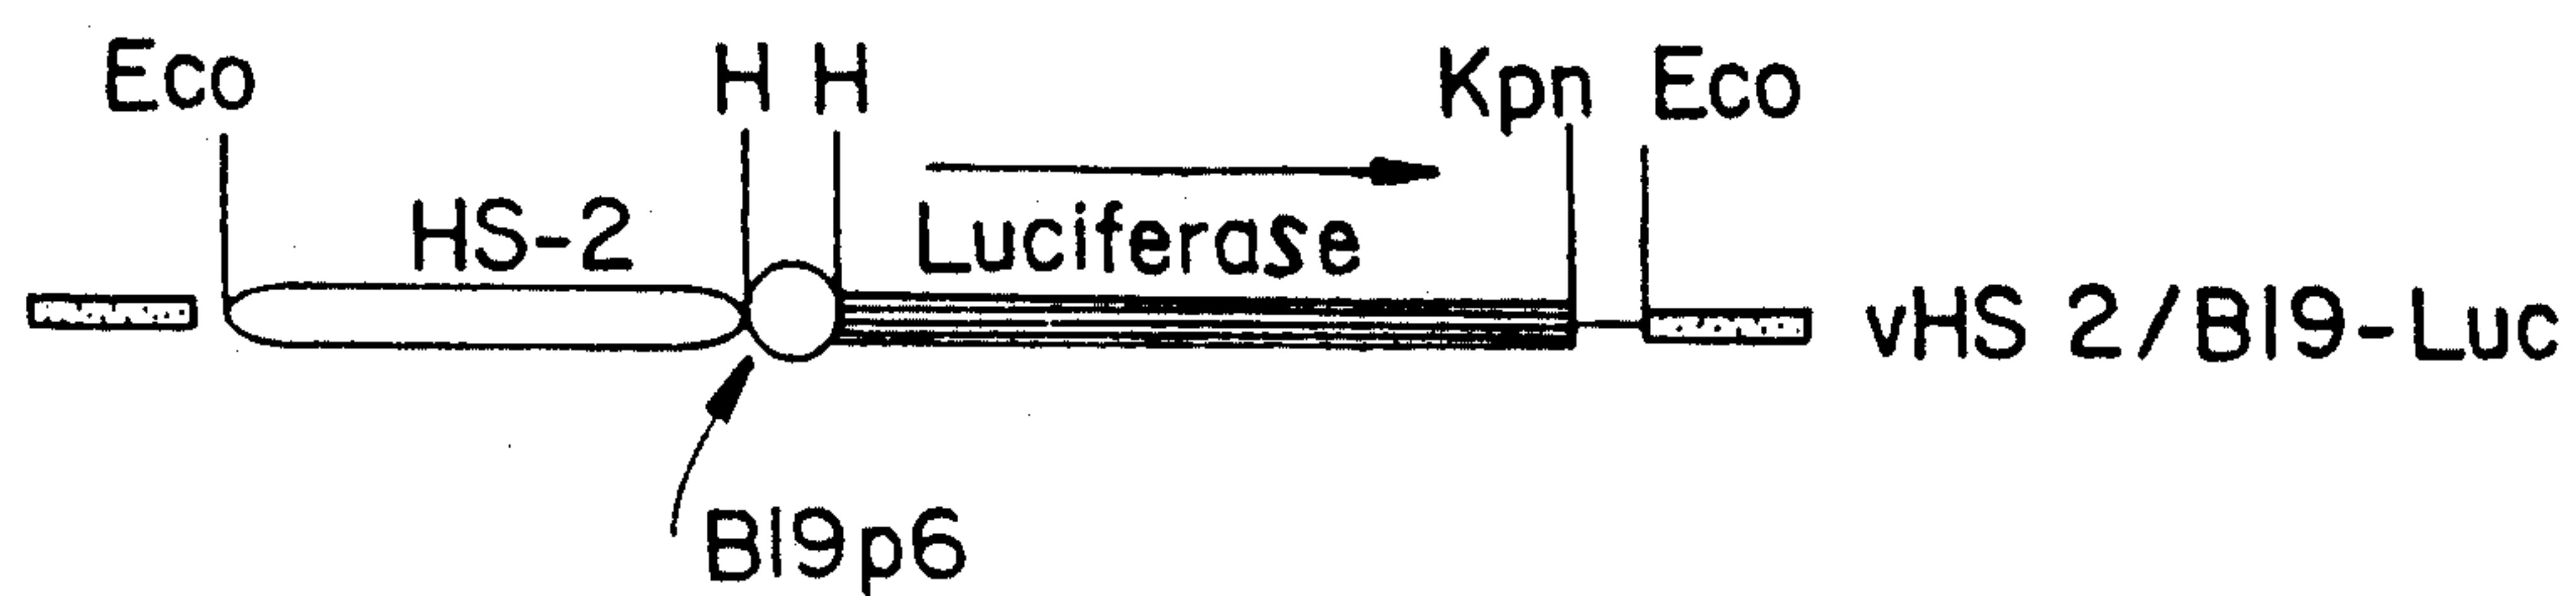 Eco H H Kpn Eco
HS-2 Luciferase
vHS 2/B19-Luc
B19p6